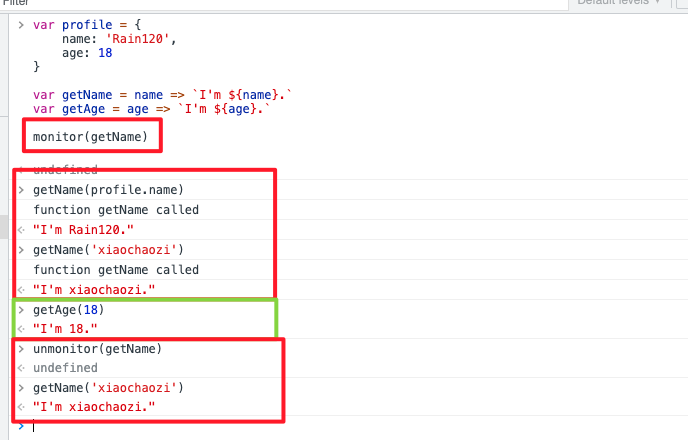 Filter
Default levels
> var profile = {
name: 'Rain120',
age: 18
}
var getName = name => `I'm ${name}.`
var getAge = age => `I'm ${age}.`
monitor(getName)
undefined
> getName(profile.name)
function getName called
"I'm Rain120."
> getName('xiaochaozi')
function getName called
"I'm xiaochaozi."
> getAge(18)
"I'm 18."
> unmonitor(getName)
undefined
> getName('xiaochaozi')
"I'm xiaochaozi."
>